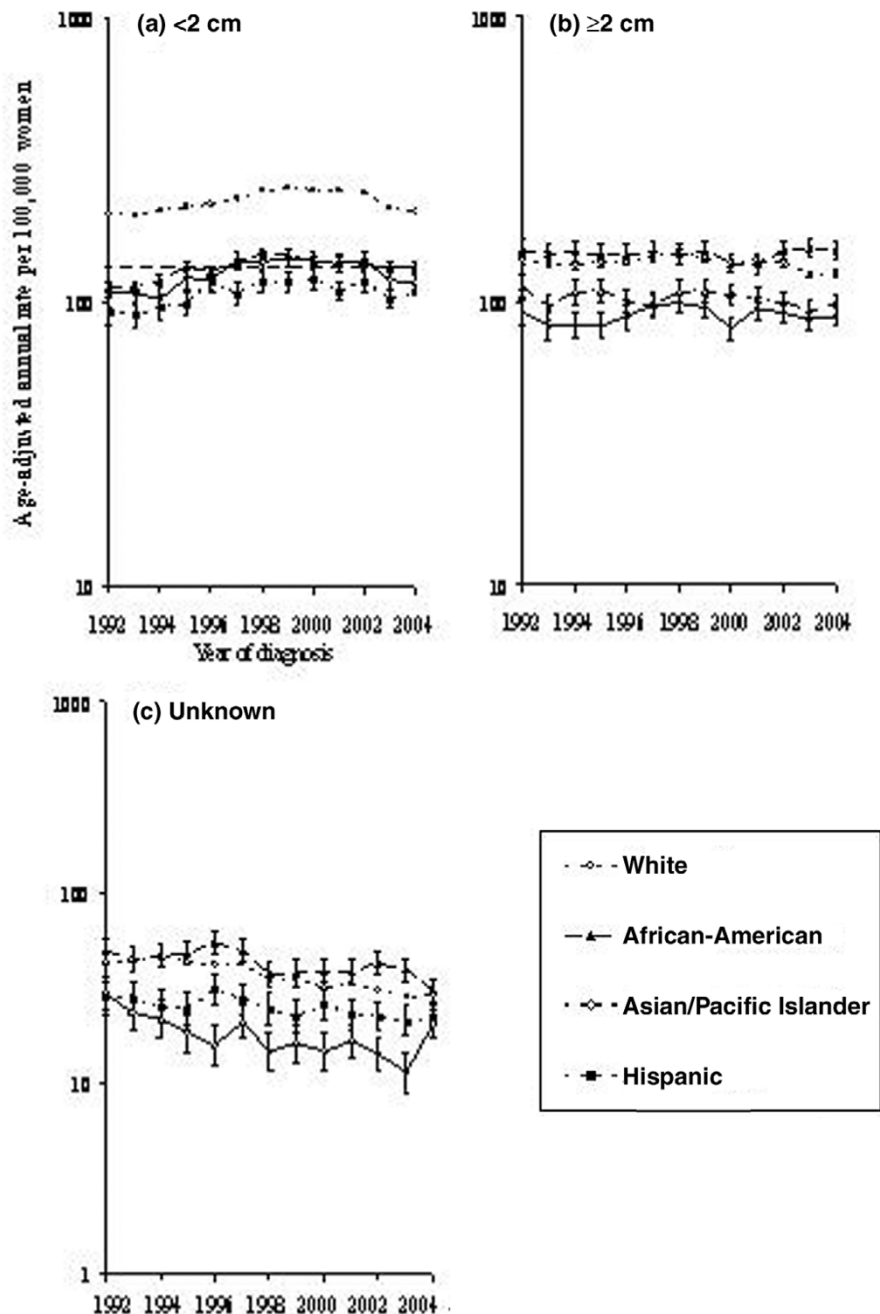 (a) <2 cm
1000
100
10
Age-adjusted annual rate per 100,000 women
1992 1994 1996 1998 2000 2002 2004
Year of diagnosis
(b) ≥2 cm
1000
100
10
1992 1994 1996 1998 2000 2002 2004
(c) Unknown
1000
100
10
1
1992 1994 1996 1998 2000 2002 2004
White
African-American
Asian/Pacific Islander
Hispanic